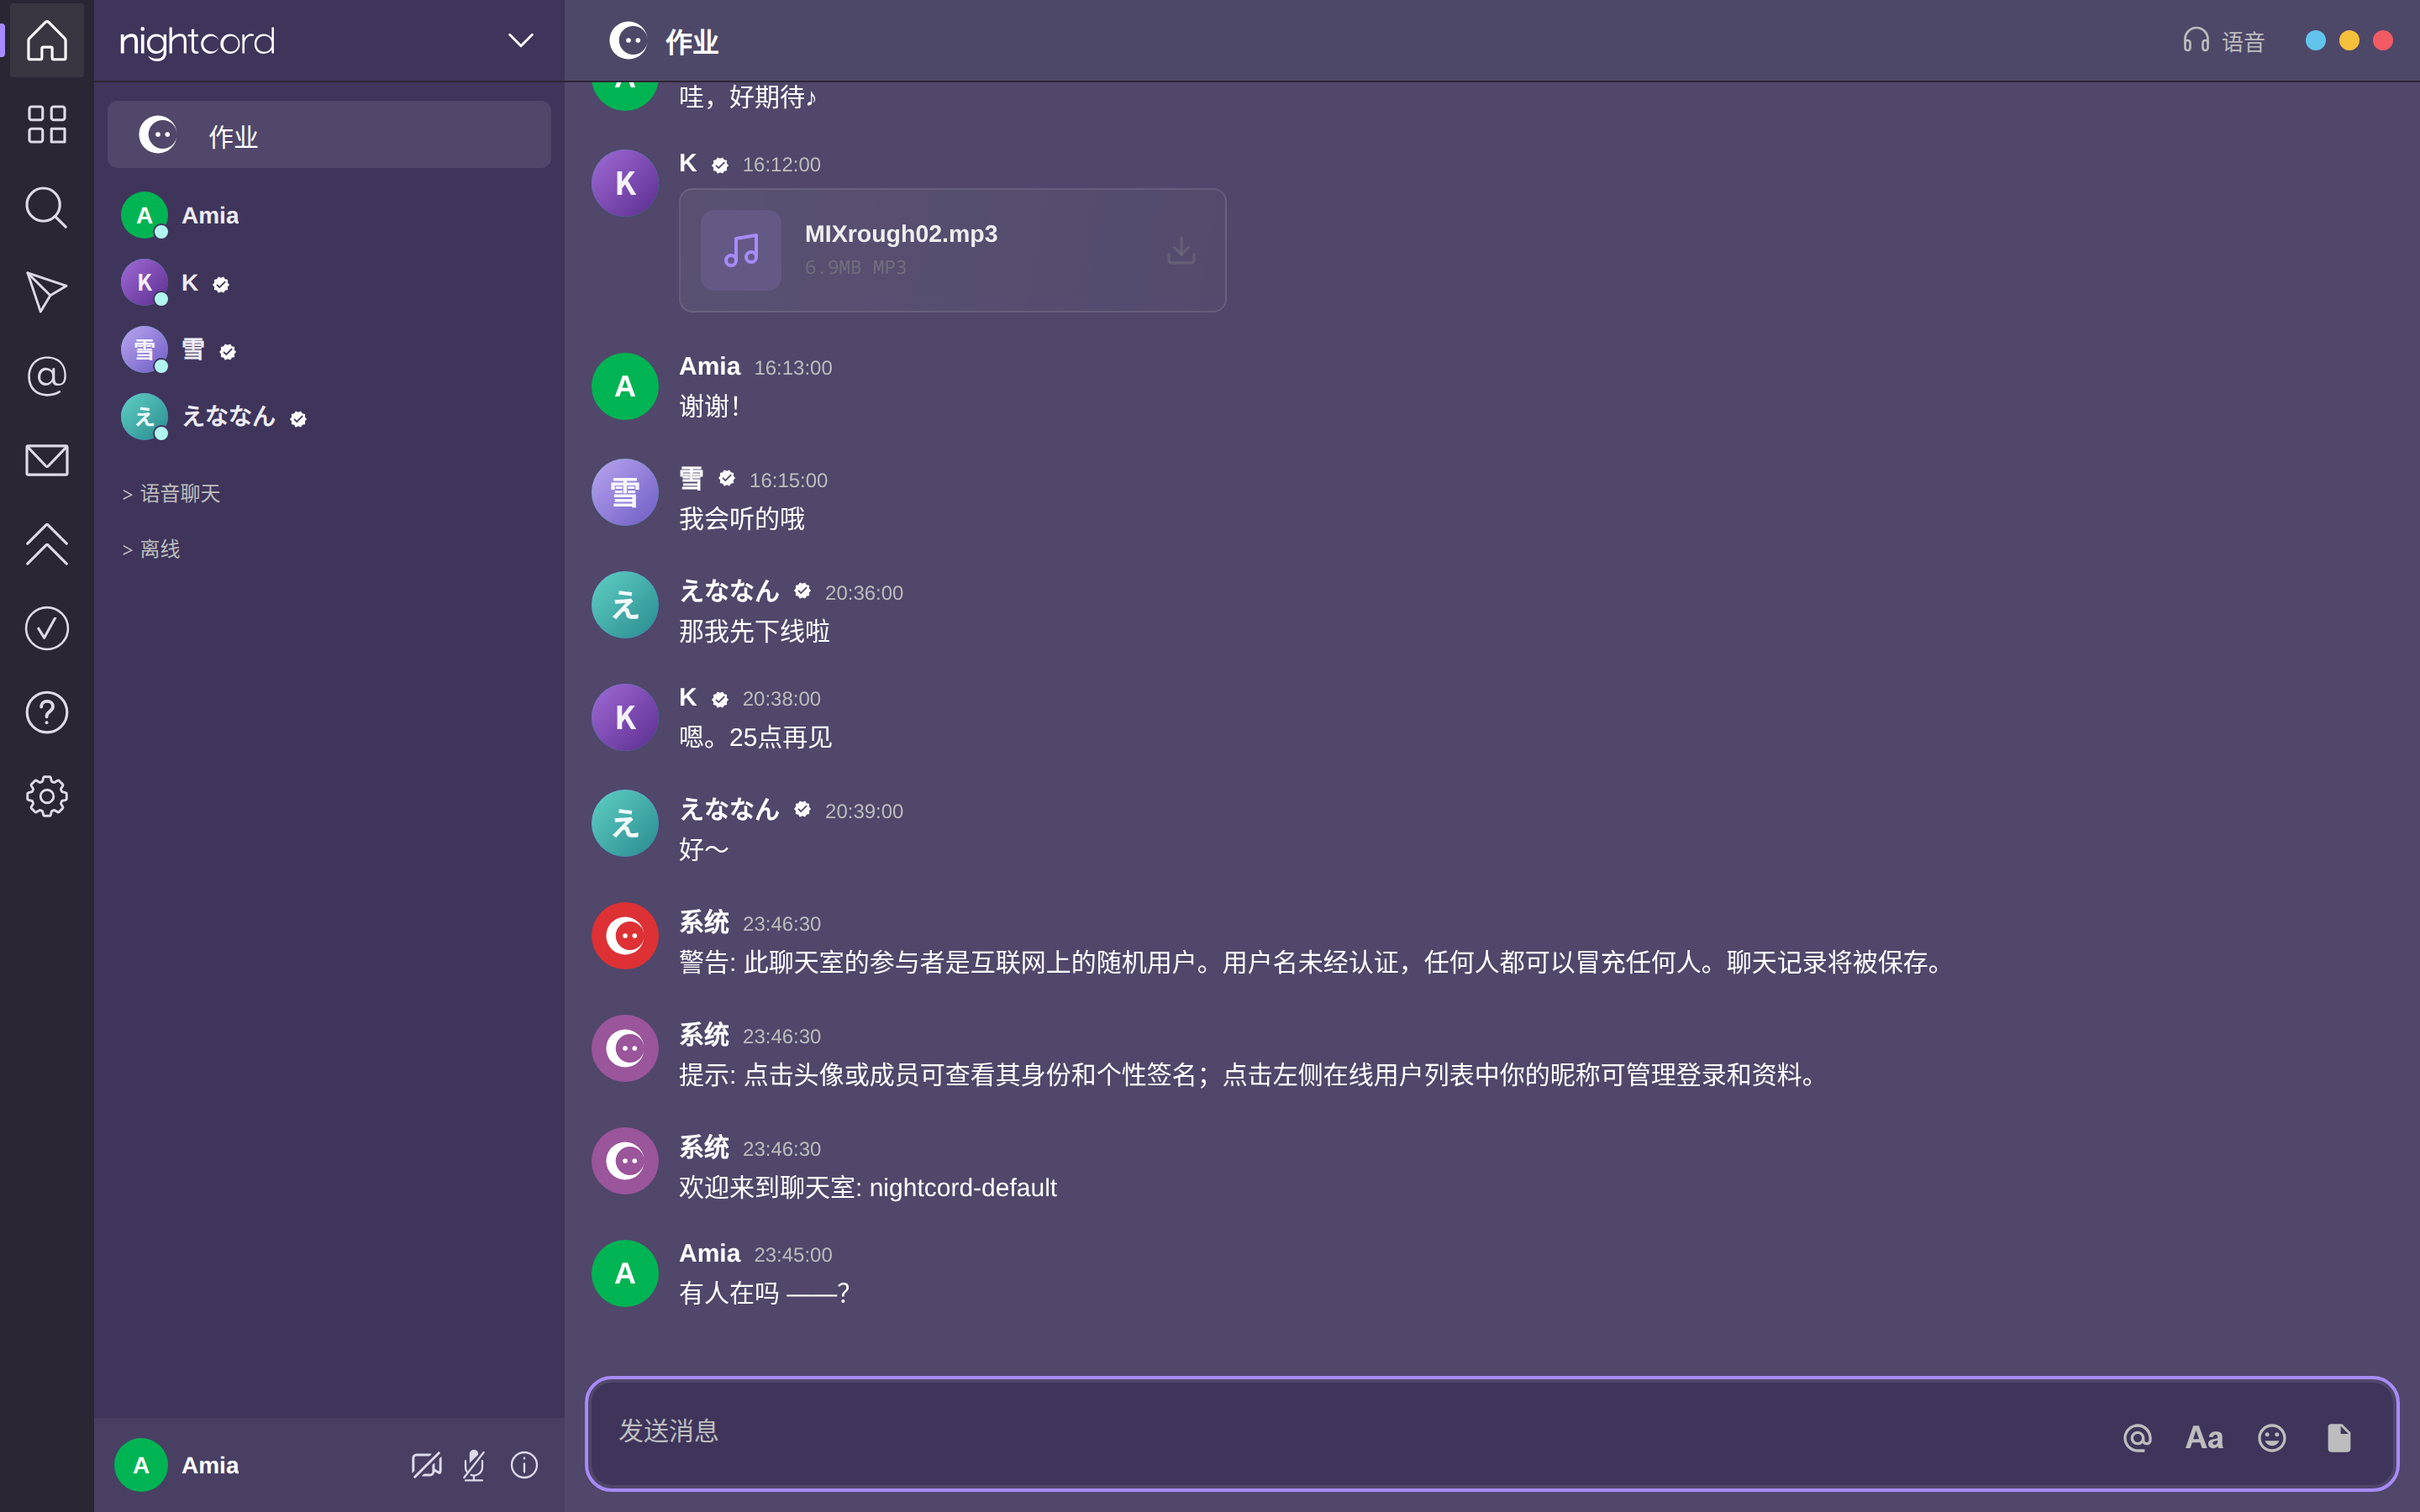 nightcord
作业
A Amia
K K
雪 雪
え えななん
> 语音聊天
> 离线
A Amia
作业
语音
哇，好期待♪
K
K 16:12:00
MIXrough02.mp3
6.9MB MP3
A
Amia 16:13:00
谢谢！
雪
雪 16:15:00
我会听的哦
え
えななん 20:36:00
那我先下线啦
K
K 20:38:00
嗯。25点再见
え
えななん 20:39:00
好～
系统 23:46:30
警告: 此聊天室的参与者是互联网上的随机用户。用户名未经认证，任何人都可以冒充任何人。聊天记录将被保存。
系统 23:46:30
提示: 点击头像或成员可查看其身份和个性签名；点击左侧在线用户列表中你的昵称可管理登录和资料。
系统 23:46:30
欢迎来到聊天室: nightcord-default
A
Amia 23:45:00
有人在吗 ——？
发送消息
Aa